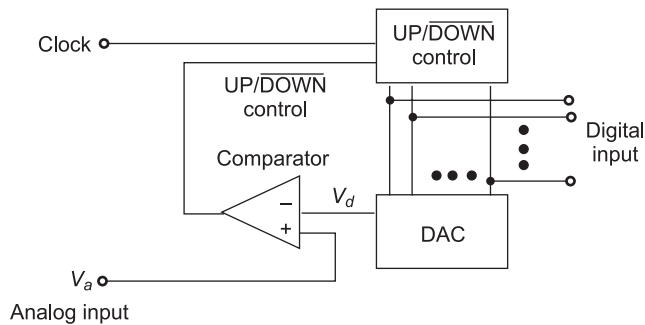 Clock
UP/DOWN
control
UP/DOWN
control
Digital
input
Comparator
−
+
V_d
DAC
V_a
Analog input